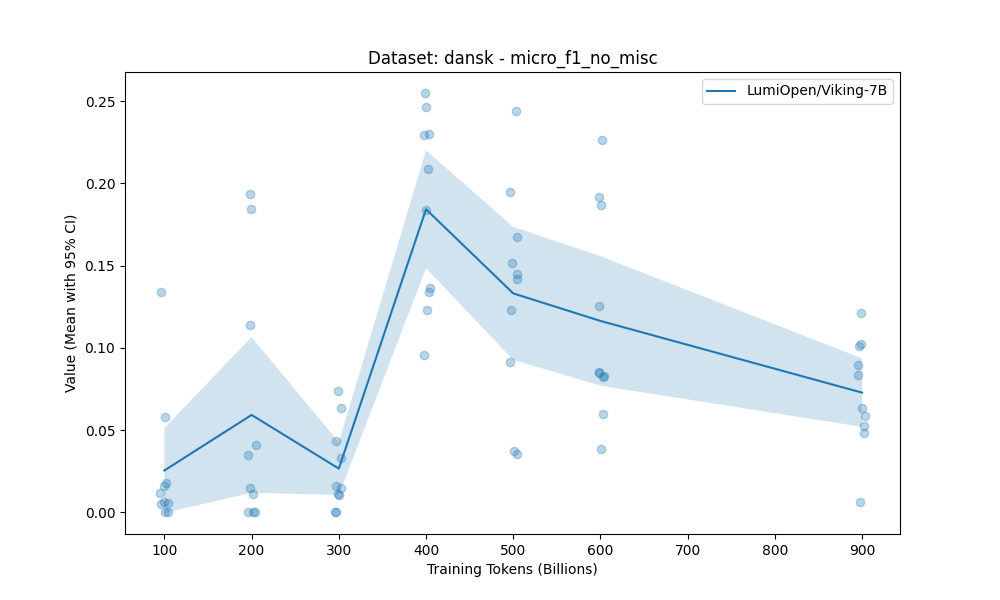 Dataset: dansk - micro_f1_no_misc
LumiOpen/Viking-7B
Value (Mean with 95% CI)
0.25
0.20
0.15
0.10
0.05
0.00
100 200 300 400 500 600 700 800 900
Training Tokens (Billions)